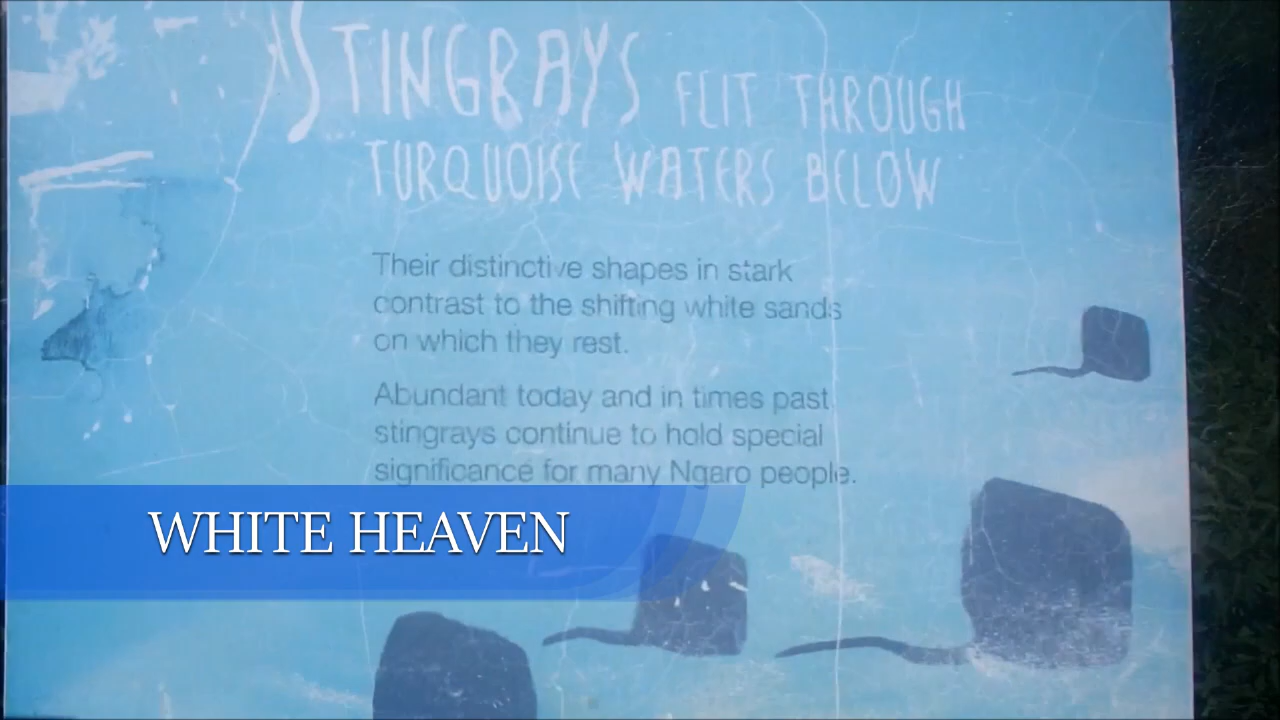 STINGRAYS FLIT THROUGH
TURQUOISE WATERS BELOW
Their distinctive shapes in stark
contrast to the shifting white sands
on which they rest.
Abundant today and in times past
stingrays continue to hold special
significance for many Ngaro people.
WHITE HEAVEN